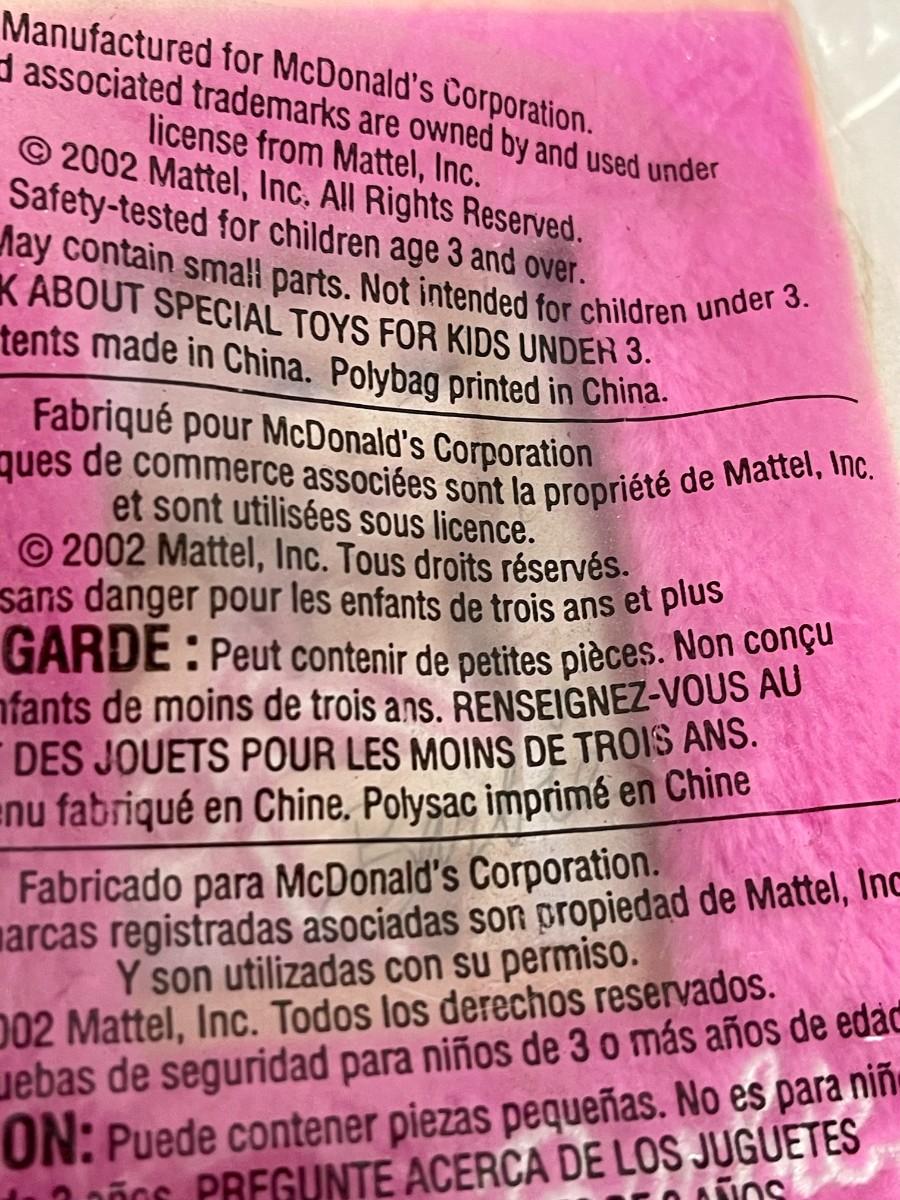 Manufactured for McDonald's Corporation.
d associated trademarks are owned by and used under
license from Mattel, Inc.
© 2002 Mattel, Inc. All Rights Reserved.
Safety-tested for children age 3 and over.
May contain small parts. Not intended for children under 3.
K ABOUT SPECIAL TOYS FOR KIDS UNDER 3.
tents made in China. Polybag printed in China.
Fabriqué pour McDonald's Corporation
ques de commerce associées sont la propriété de Mattel, Inc.
et sont utilisées sous licence.
© 2002 Mattel, Inc. Tous droits réservés.
sans danger pour les enfants de trois ans et plus
GARDE : Peut contenir de petites pièces. Non conçu
nfants de moins de trois ans. RENSEIGNEZ-VOUS AU
DES JOUETS POUR LES MOINS DE TROIS ANS.
enu fabriqué en Chine. Polysac imprimé en Chine
Fabricado para McDonald's Corporation.
arcas registradas asociadas son propiedad de Mattel, Inc
Y son utilizadas con su permiso.
002 Mattel, Inc. Todos los derechos reservados.
uebas de seguridad para niños de 3 o más años de edad
ON: Puede contener piezas pequeñas. No es para niñ
3 años. PREGUNTE ACERCA DE LOS JUGUETES
AÑOS